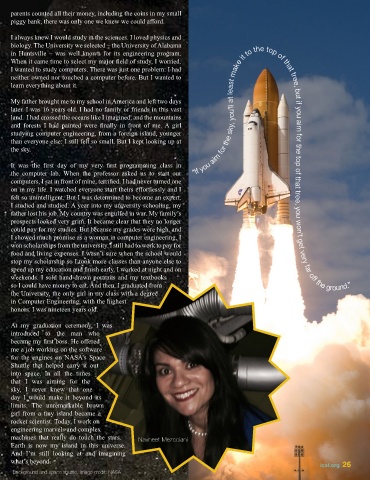 parents counted all their money, including the coins in my small
piggy bank, there was only one we knew we could afford.
I always knew I would study in the sciences. I loved physics and
biology. The University we selected – the University of Alabama
in Huntsville – was well known for its engineering program.
When it came time to select my major field of study, I worried.
I wanted to study computers. There was just one problem: I had
neither owned nor touched a computer before. But I wanted to
learn everything about it.
My father brought me to my school in America and left two days
later. I was 16 years old. I had no family or friends in this vast
land. I had crossed the oceans like I imagined, and the mountains
and forests I had painted were finally in front of me. A girl
studying computer engineering, from a foreign island, younger
than everyone else. I still felt so small. But I kept looking up at
the sky.
It was the first day of my very first programming class in
the computer lab. When the professor asked us to start our
computers, I sat in front of mine, terrified. I had never turned one
on in my life. I watched everyone start theirs effortlessly and I
felt so unintelligent. But I was determined to become an expert.
I studied and studied. A year into my university schooling, my
father lost his job. My country was engulfed in war. My family's
prospects looked very grim. It became clear that they no longer
could pay for my studies. But because my grades were high, and
I showed much promise as a woman in computer engineering, I
won scholarships from the university. I still had to work to pay for
food and living expenses. I wasn't sure when the school would
stop my scholarship so I took more classes than anyone else to
speed up my education and finish early. I worked at night and on
weekends. I sold hand-drawn portraits and my textbooks
so I could have money to eat. And then, I graduated from
the University, the only girl in my class with a degree
in Computer Engineering, with the highest
honors. I was nineteen years old.
At my graduation ceremony, I was
introduced to the man who
became my first boss. He offered
me a job working on the software
for the engines on NASA's Space
Shuttle that helped carry it out
into space. In all the times
that I was aiming for the
sky, I never knew that one
day I would make it beyond its
limits. The unremarkable brown
girl from a tiny island became a
rocket scientist. Today, I work on
engineering marvels and complex
machines that really do touch the stars.
Earth is now my island in this universe.
And I'm still looking at and imagining
what's beyond.
"If you aim for the sky you'll at least make it to the top of that tree, but if you aim for the top of that tree, you won't get very far off the ground."
Navneet Mezcalani
26
Background and space shuttle, image credit: NASA